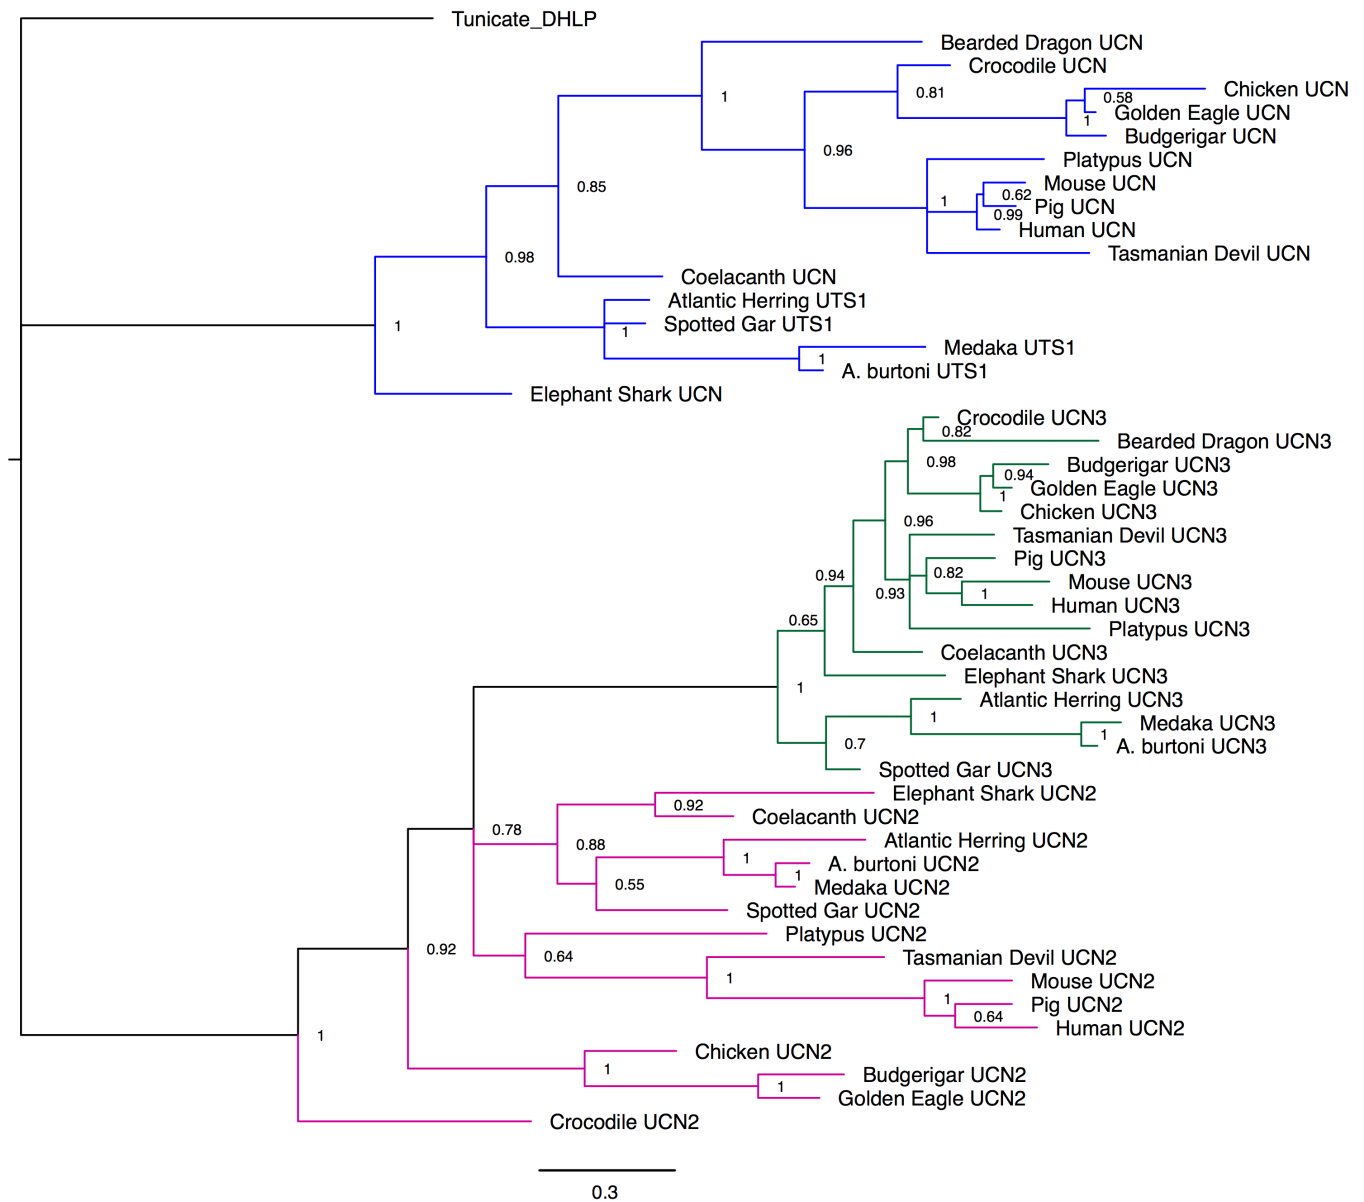 Tunicate_DHLP
Bearded Dragon UCN
Crocodile UCN
1
0.81
Chicken UCN
0.58
Golden Eagle UCN
1
Budgerigar UCN
0.96
Platypus UCN
Mouse UCN
0.85
1
0.62
Pig UCN
0.99
Human UCN
Tasmanian Devil UCN
0.98
Coelacanth UCN
Atlantic Herring UTS1
1
1
Spotted Gar UTS1
Medaka UTS1
1
A. burtoni UTS1
Elephant Shark UCN
Crocodile UCN3
0.82
Bearded Dragon UCN3
0.98
Budgerigar UCN3
0.94
Golden Eagle UCN3
1
Chicken UCN3
0.96
Tasmanian Devil UCN3
Pig UCN3
0.94
0.82
Mouse UCN3
0.93
1
Human UCN3
0.65
Platypus UCN3
Coelacanth UCN3
Elephant Shark UCN3
1
Atlantic Herring UCN3
1
Medaka UCN3
1
0.7
A. burtoni UCN3
Spotted Gar UCN3
Elephant Shark UCN2
0.92
Coelacanth UCN2
0.78
Atlantic Herring UCN2
0.88
1
A. burtoni UCN2
1
0.55
Medaka UCN2
Spotted Gar UCN2
Platypus UCN2
0.92
0.64
Tasmanian Devil UCN2
1
Mouse UCN2
1
Pig UCN2
0.64
Human UCN2
1
Chicken UCN2
1
Budgerigar UCN2
1
Golden Eagle UCN2
Crocodile UCN2
0.3